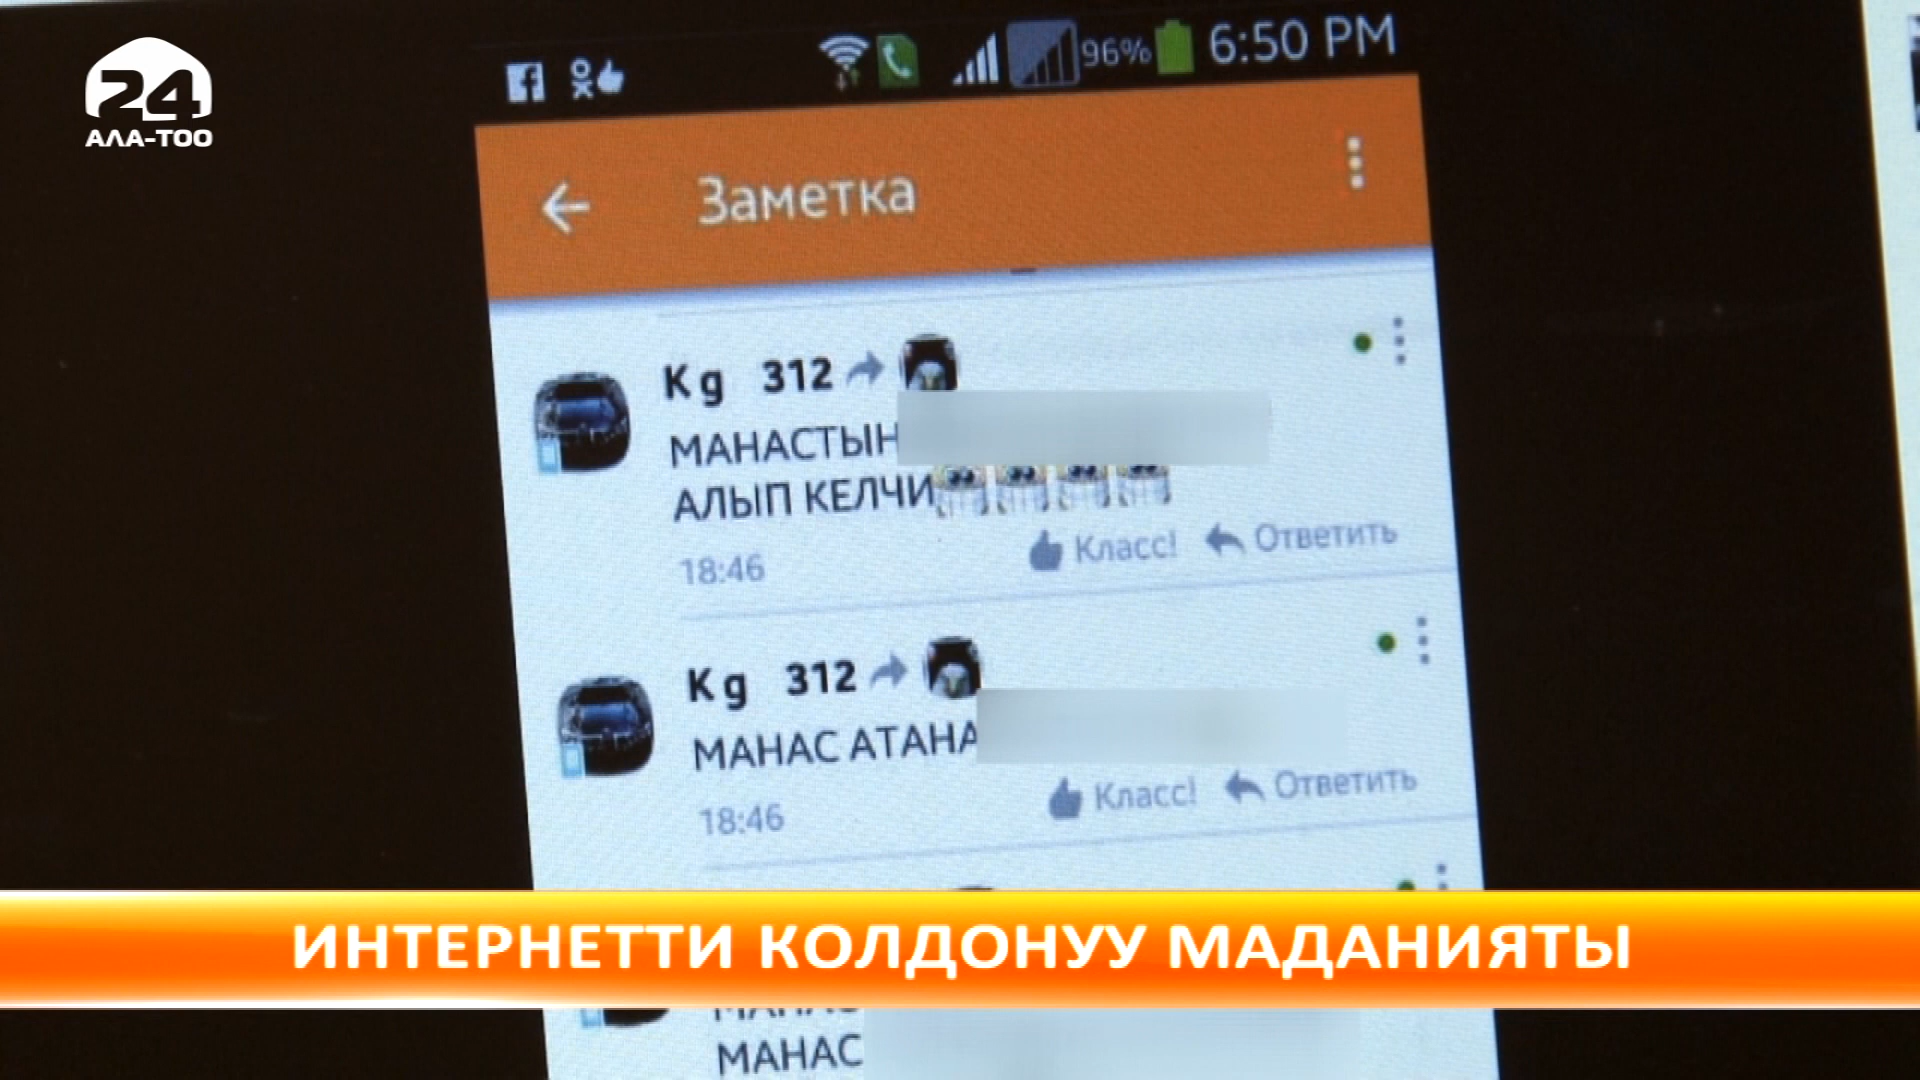 24
АЛА-ТОО
96% 6:50 PM
Заметка
Kg 312
МАНАСТЫН
АЛЫП КЕЛЧИ
18:46 Класс! Ответить
Kg 312
МАНАС АТАНА
18:46 Класс! Ответить
ИНТЕРНЕТТИ КОЛДОНУУ МАДАНИЯТЫ
МАНАС